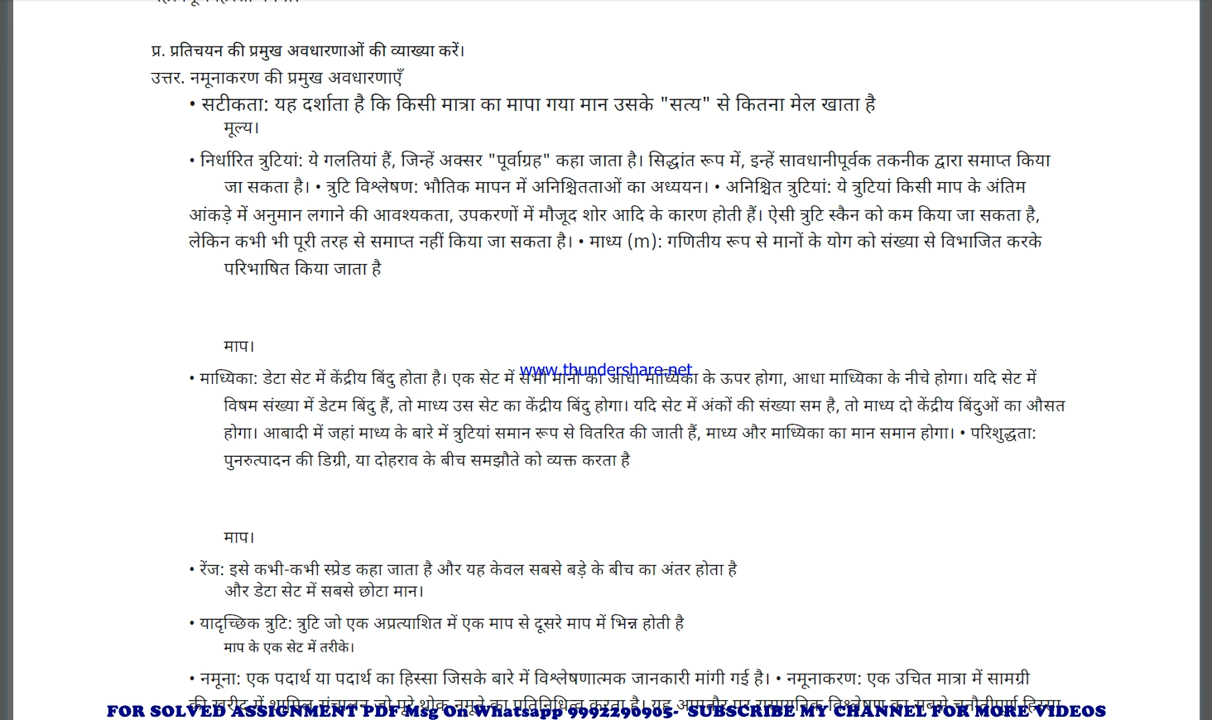 प्र. प्रतिचयन की प्रमुख अवधारणाओं की व्याख्या करें।
उत्तर. नमूनाकरण की प्रमुख अवधारणाएँ
• सटीकता: यह दर्शाता है कि किसी मात्रा का मापा गया मान उसके "सत्य" से कितना मेल खाता है
मूल्य।
• निर्धारित त्रुटियां: ये गलतियां हैं, जिन्हें अक्सर "पूर्वाग्रह" कहा जाता है। सिद्धांत रूप में, इन्हें सावधानीपूर्वक तकनीक द्वारा समाप्त किया
जा सकता है। • त्रुटि विश्लेषण: भौतिक मापन में अनिश्चितताओं का अध्ययन। • अनिश्चित त्रुटियां: ये त्रुटियां किसी माप के अंतिम
आंकड़े में अनुमान लगाने की आवश्यकता, उपकरणों में मौजूद शोर आदि के कारण होती हैं। ऐसी त्रुटि स्कैन को कम किया जा सकता है,
लेकिन कभी भी पूरी तरह से समाप्त नहीं किया जा सकता है। • माध्य (m): गणितीय रूप से मानों के योग को संख्या से विभाजित करके
परिभाषित किया जाता है
माप।
www.thundershare.net
• माध्यिका: डेटा सेट में केंद्रीय बिंदु होता है। एक सेट में सभी मानों का आधा माध्यिका के ऊपर होगा, आधा माध्यिका के नीचे होगा। यदि सेट में
विषम संख्या में डेटम बिंदु हैं, तो माध्य उस सेट का केंद्रीय बिंदु होगा। यदि सेट में अंकों की संख्या सम है, तो माध्य दो केंद्रीय बिंदुओं का औसत
होगा। आबादी में जहां माध्य के बारे में त्रुटियां समान रूप से वितरित की जाती हैं, माध्य और माध्यिका का मान समान होगा। • परिशुद्धता:
पुनरुत्पादन की डिग्री, या दोहराव के बीच समझौते को व्यक्त करता है
माप।
• रेंज: इसे कभी-कभी स्प्रेड कहा जाता है और यह केवल सबसे बड़े के बीच का अंतर होता है
और डेटा सेट में सबसे छोटा मान।
• यादृच्छिक त्रुटि: त्रुटि जो एक अप्रत्याशित में एक माप से दूसरे माप में भिन्न होती है
माप के एक सेट में तरीके।
• नमूना: एक पदार्थ या पदार्थ का हिस्सा जिसके बारे में विश्लेषणात्मक जानकारी मांगी गई है। • नमूनाकरण: एक उचित मात्रा में सामग्री
FOR SOLVED ASSIGNMENT PDF Msg On Whatsapp 9992290905- SUBSCRIBE MY CHANNEL FOR MORE VIDEOS